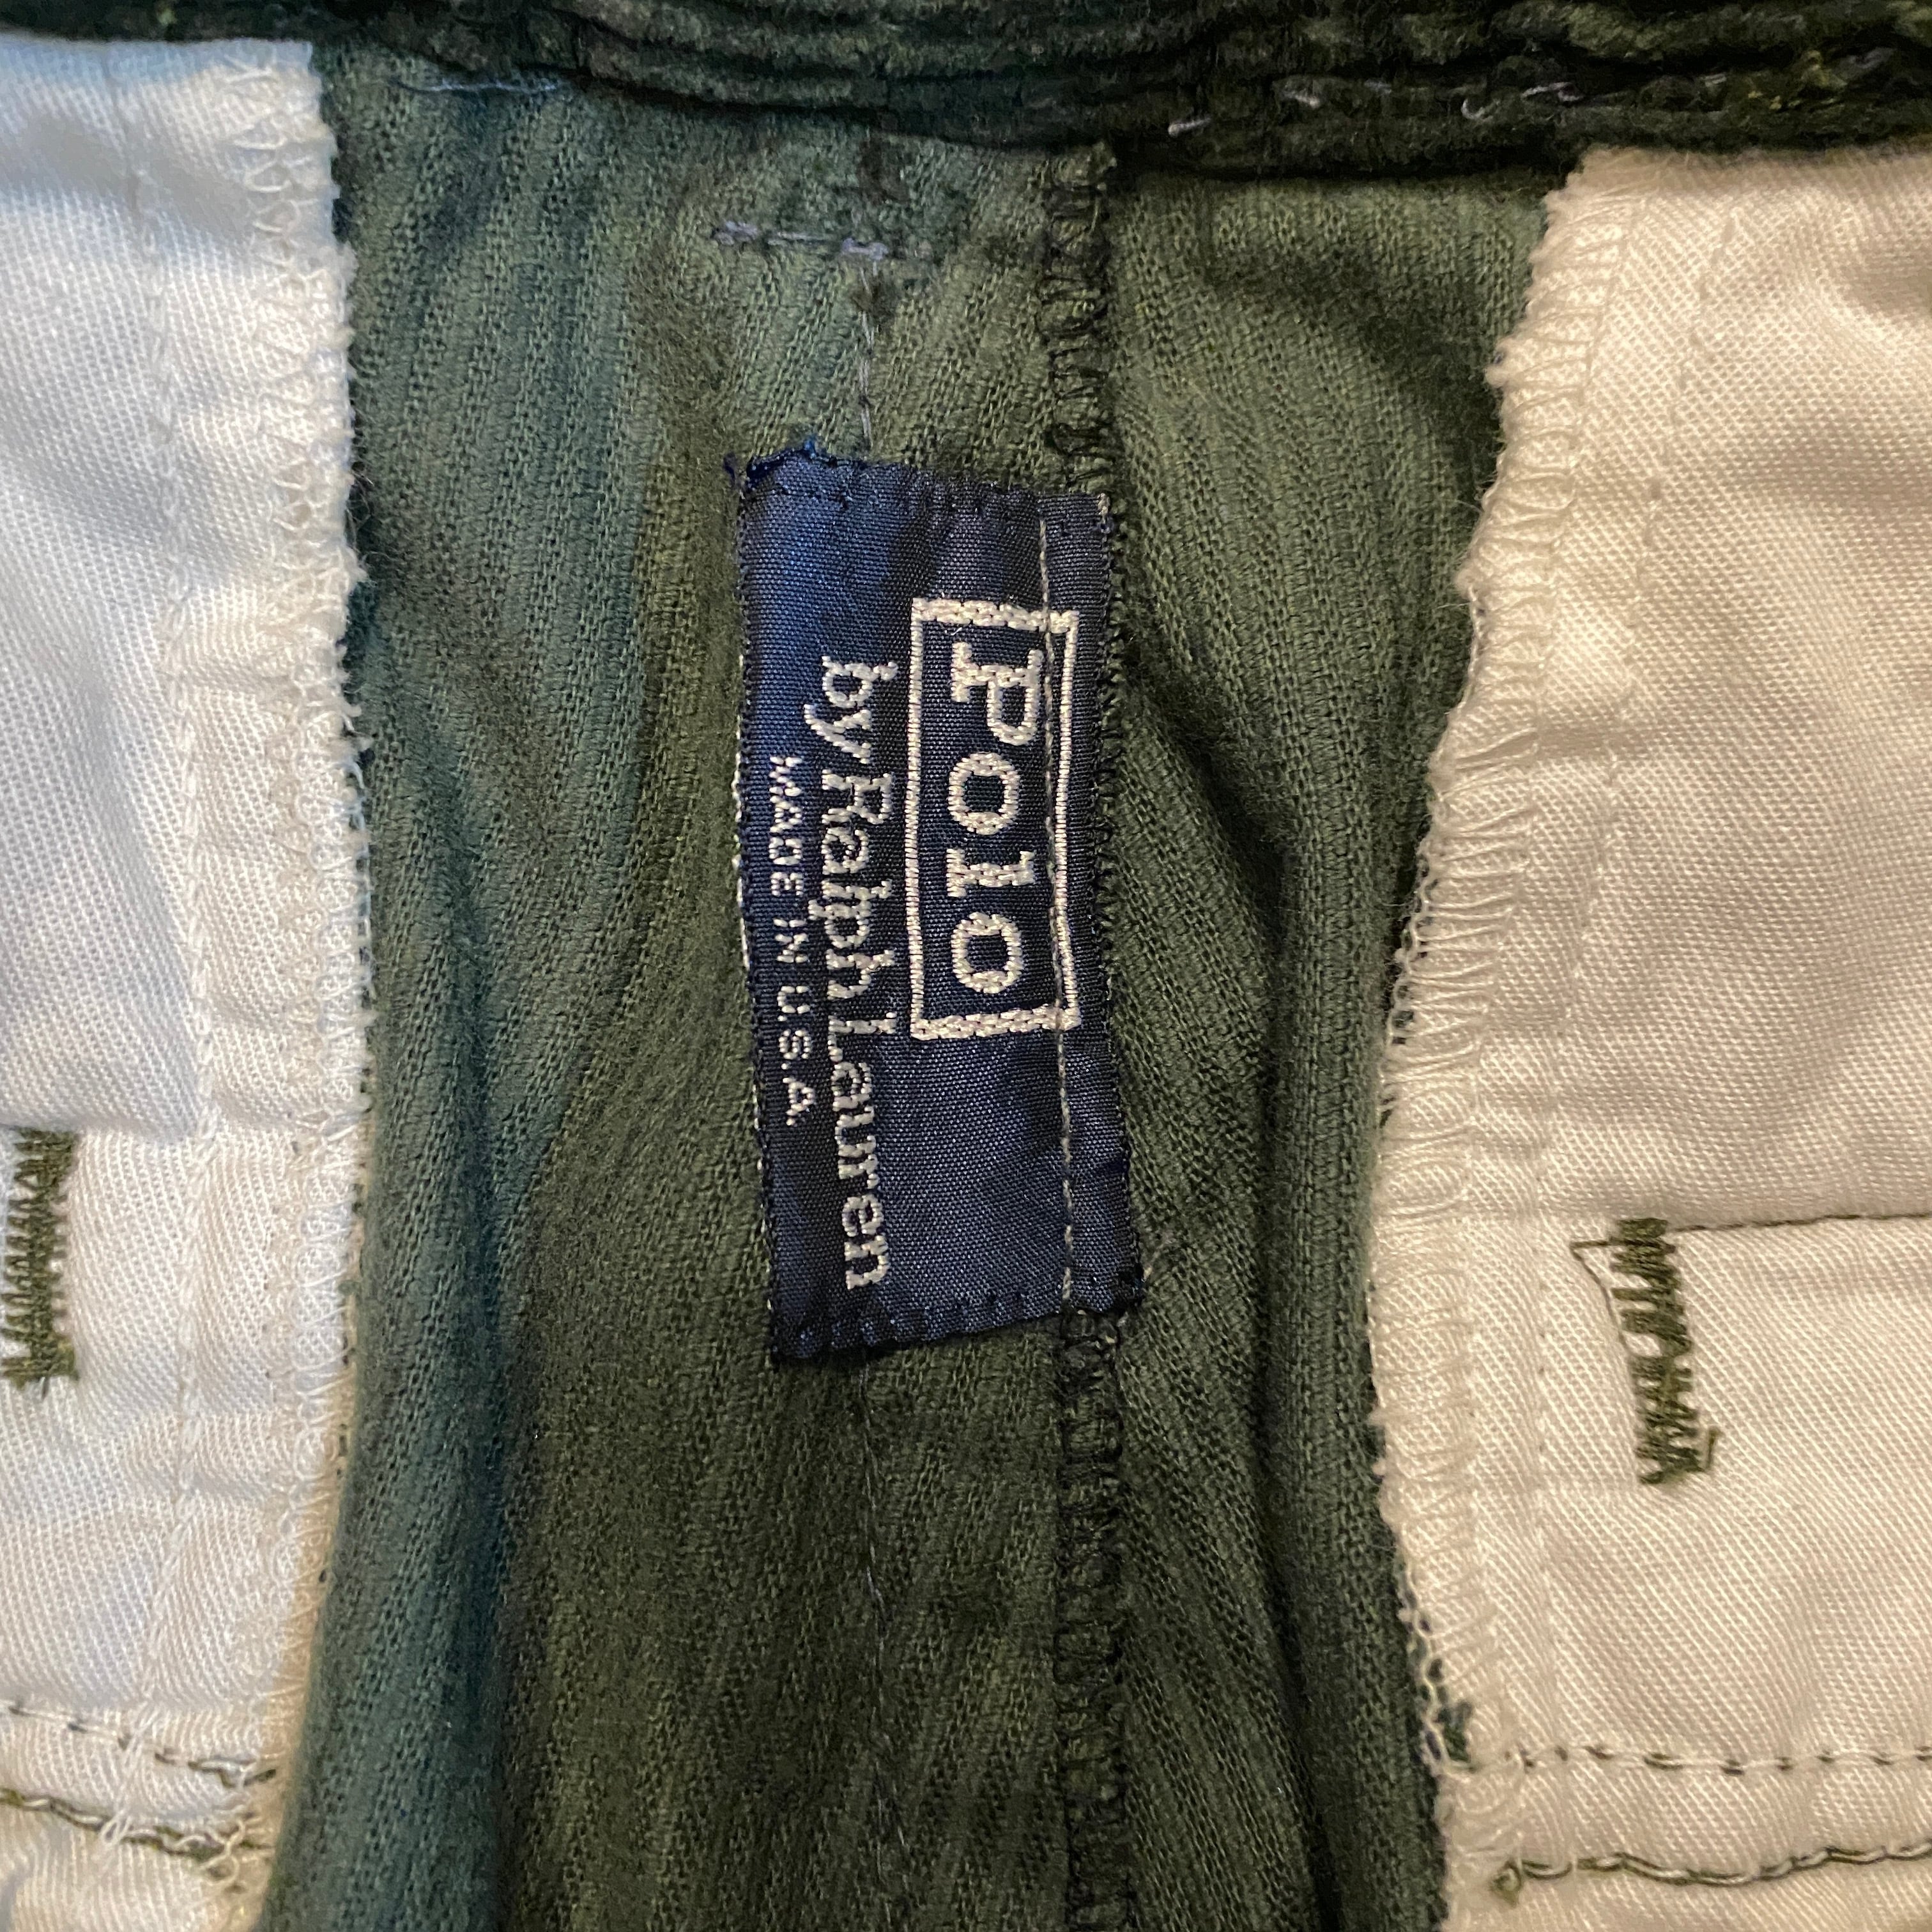 Polo
by Ralph Lauren
MADE IN U.S.A.